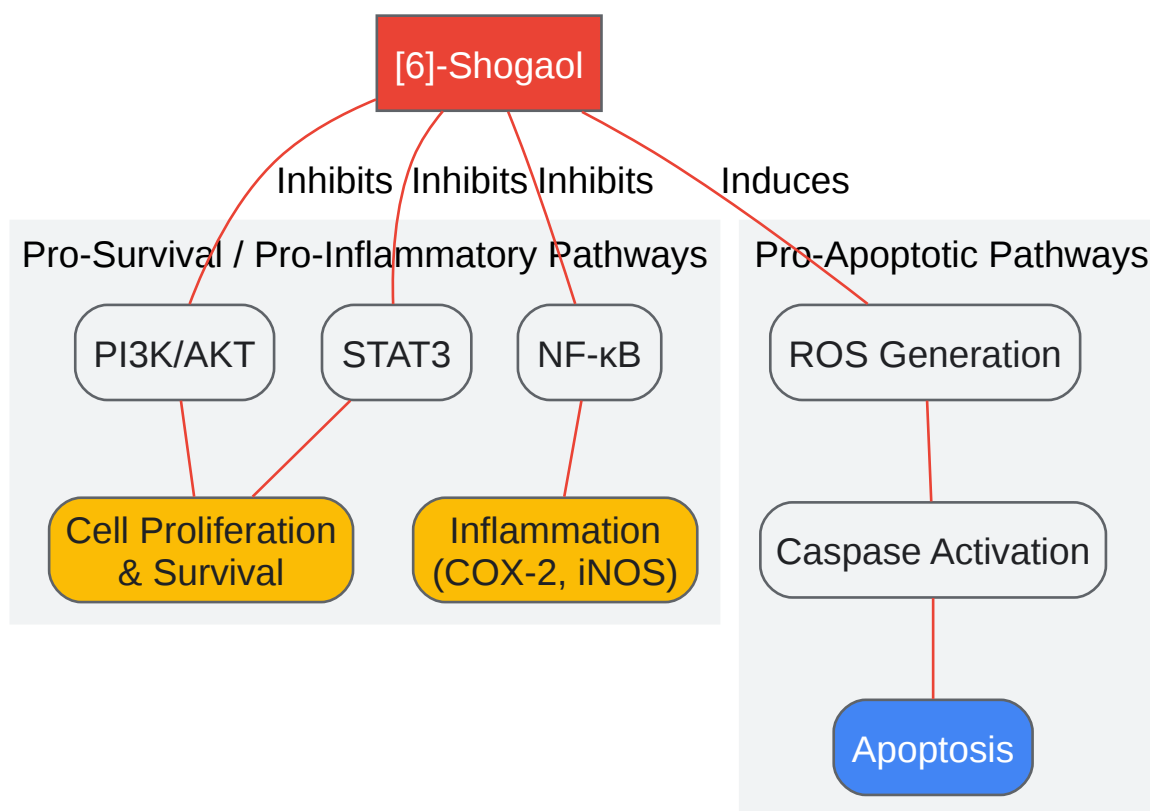 [6]-Shogaol
Inhibits Inhibits Inhibits Induces
Pro-Survival / Pro-Inflammatory Pathways
Pro-Apoptotic Pathways
PI3K/AKT
STAT3
NF-κB
ROS Generation
Cell Proliferation
& Survival
Inflammation
(COX-2, iNOS)
Caspase Activation
Apoptosis